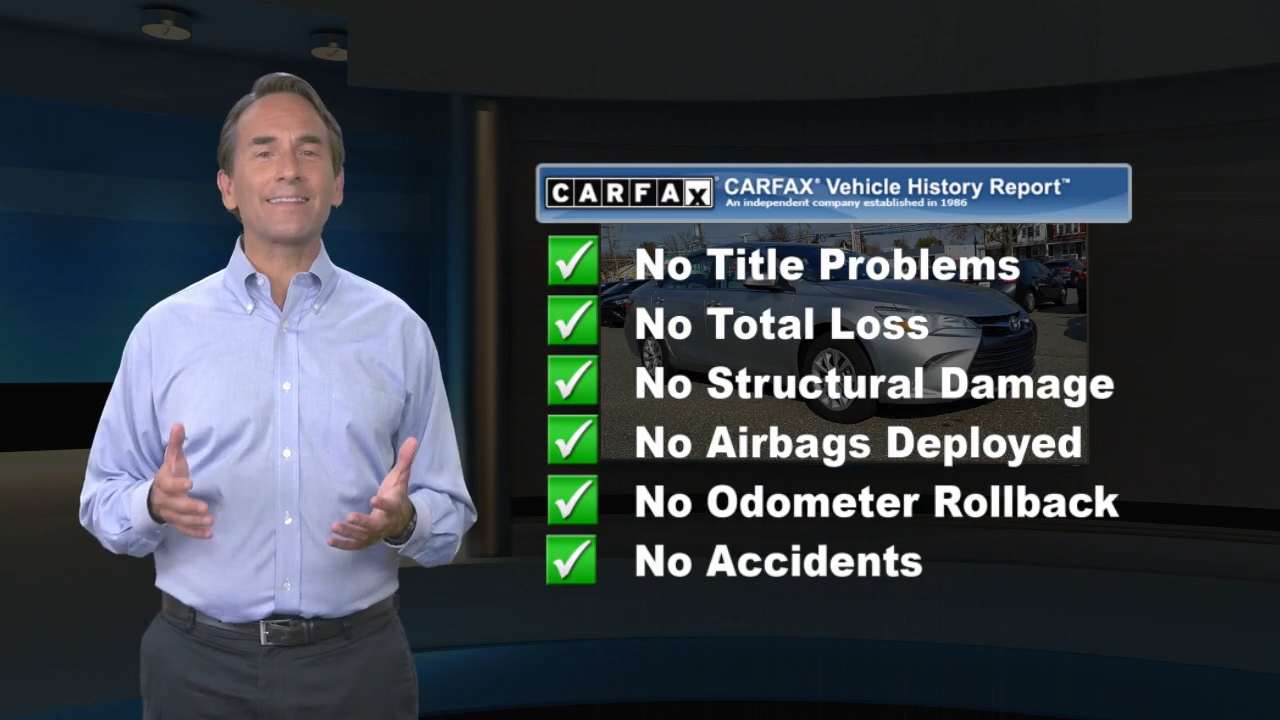 CARFAX® CARFAX® Vehicle History Report™
An independent company established in 1986
No Title Problems
No Total Loss
No Structural Damage
No Airbags Deployed
No Odometer Rollback
No Accidents